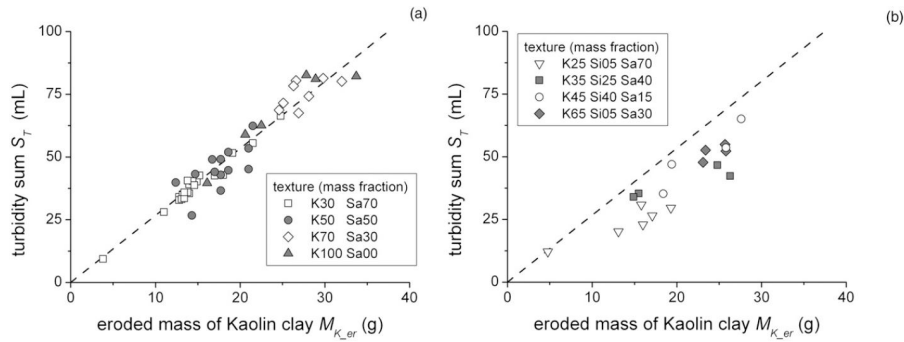 (a)
100
75
50
25
0
turbidity sum S_T (mL)
texture (mass fraction)
K30 Sa70
K50 Sa50
K70 Sa30
K100 Sa00
0 10 20 30 40
eroded mass of Kaolin clay M_K_er (g)
(b)
100
75
50
25
0
turbidity sum S_T (mL)
texture (mass fraction)
K25 Si05 Sa70
K35 Si25 Sa40
K45 Si40 Sa15
K65 Si05 Sa30
0 10 20 30 40
eroded mass of Kaolin clay M_K_er (g)